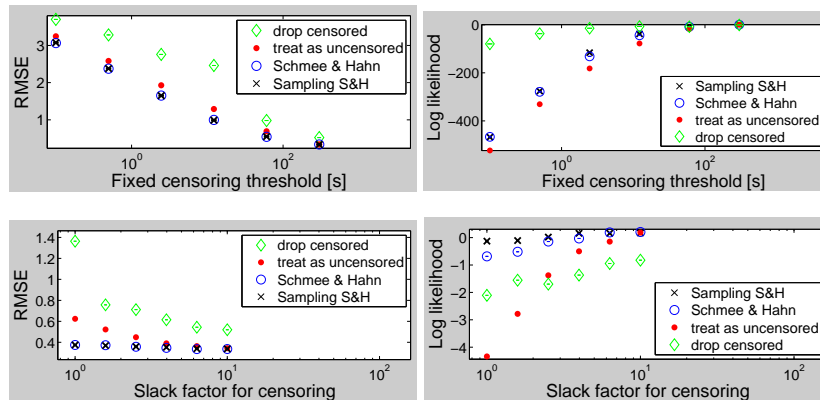 3
2
1
RMSE
drop censored
treat as uncensored
Schmee & Hahn
Sampling S&H
10^0
10^2
Fixed censoring threshold [s]
0
−200
−400
Log likelihood
Sampling S&H
Schmee & Hahn
treat as uncensored
drop censored
10^0
10^2
Fixed censoring threshold [s]
1.4
1.2
1
0.8
0.6
0.4
RMSE
drop censored
treat as uncensored
Schmee & Hahn
Sampling S&H
10^0
10^1
10^2
Slack factor for censoring
0
−1
−2
−3
−4
Log likelihood
Sampling S&H
Schmee & Hahn
treat as uncensored
drop censored
10^0
10^1
10^2
Slack factor for censoring